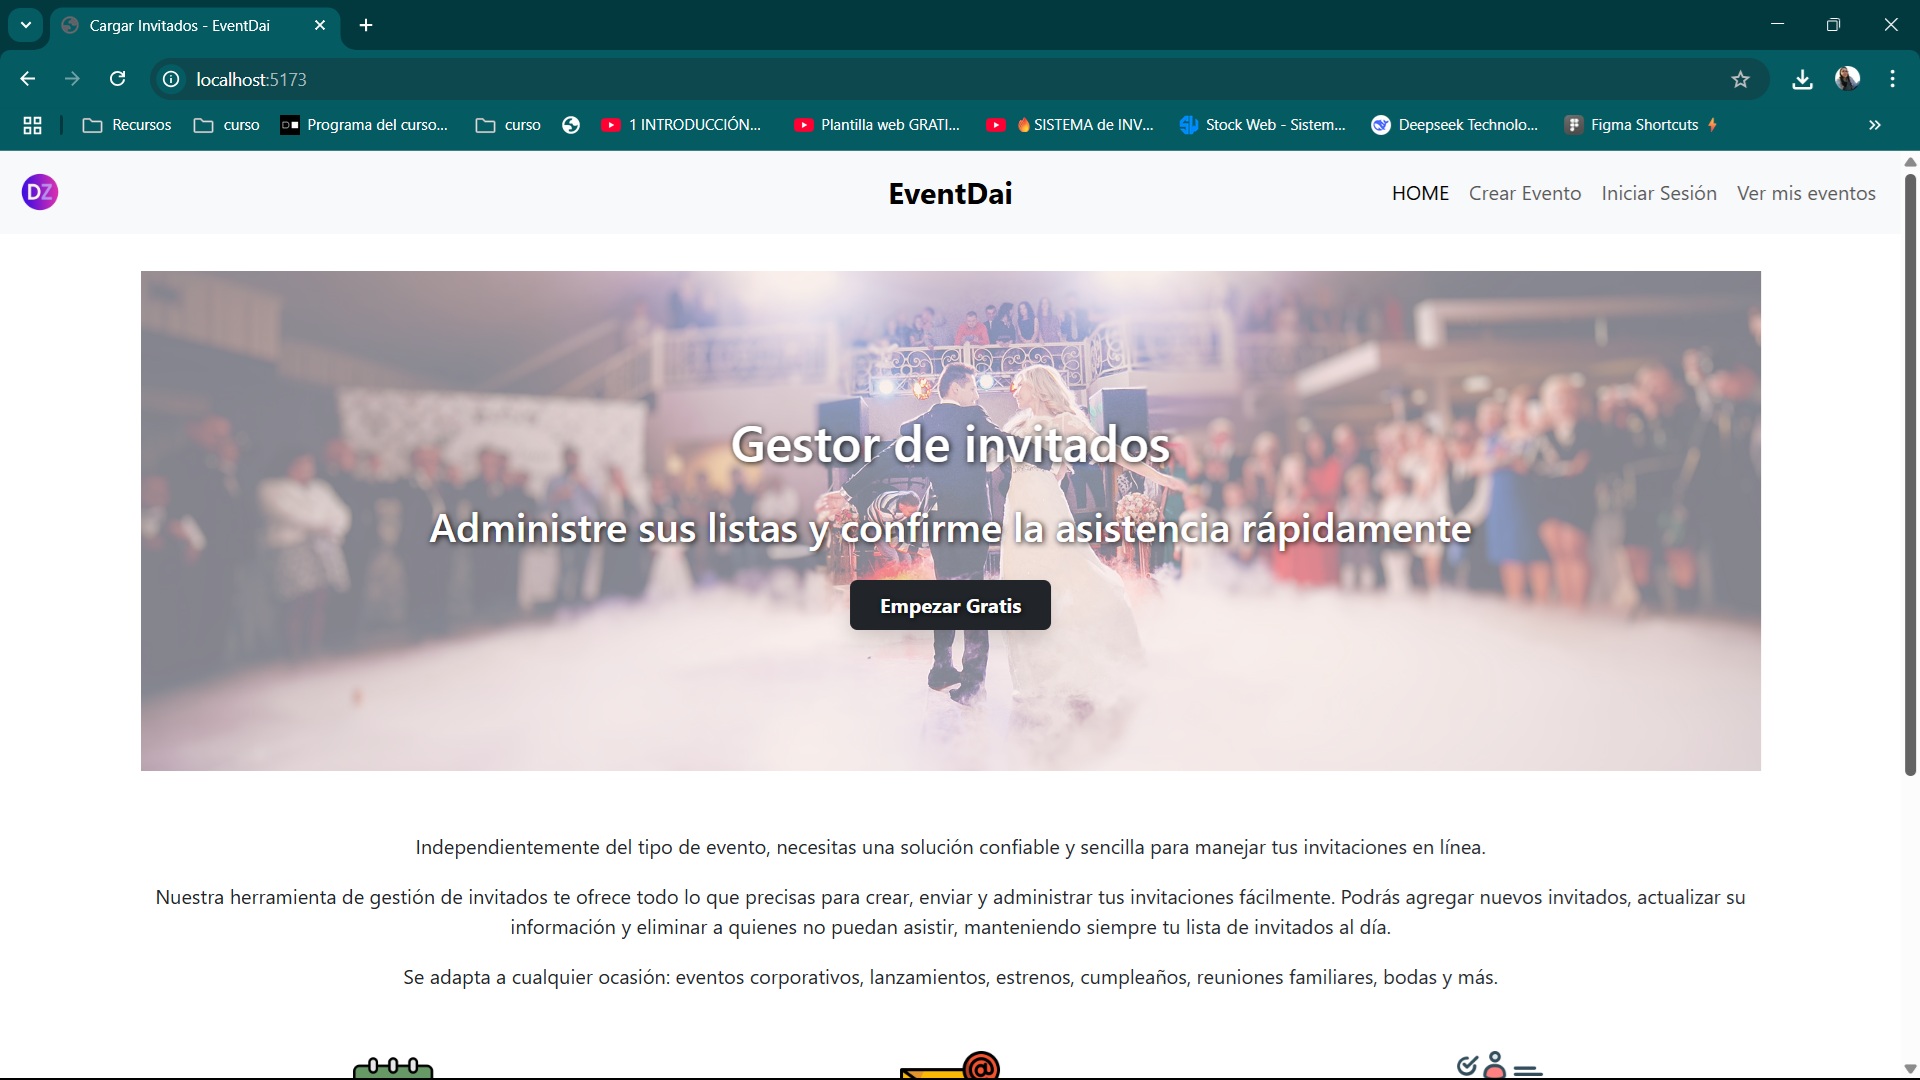 Cargar Invitados - EventDai
localhost:5173
Recursos
curso
Programa del curso...
curso
1 INTRODUCCIÓN...
Plantilla web GRATI...
🔥SISTEMA de INV...
Stock Web - Sistem...
Deepseek Technolo...
Figma Shortcuts ⚡
DZ
EventDai
HOME
Crear Evento
Iniciar Sesión
Ver mis eventos
Gestor de invitados
Administre sus listas y confirme la asistencia rápidamente
Empezar Gratis
Independientemente del tipo de evento, necesitas una solución confiable y sencilla para manejar tus invitaciones en línea.
Nuestra herramienta de gestión de invitados te ofrece todo lo que precisas para crear, enviar y administrar tus invitaciones fácilmente. Podrás agregar nuevos invitados, actualizar su
información y eliminar a quienes no puedan asistir, manteniendo siempre tu lista de invitados al día.
Se adapta a cualquier ocasión: eventos corporativos, lanzamientos, estrenos, cumpleaños, reuniones familiares, bodas y más.
@